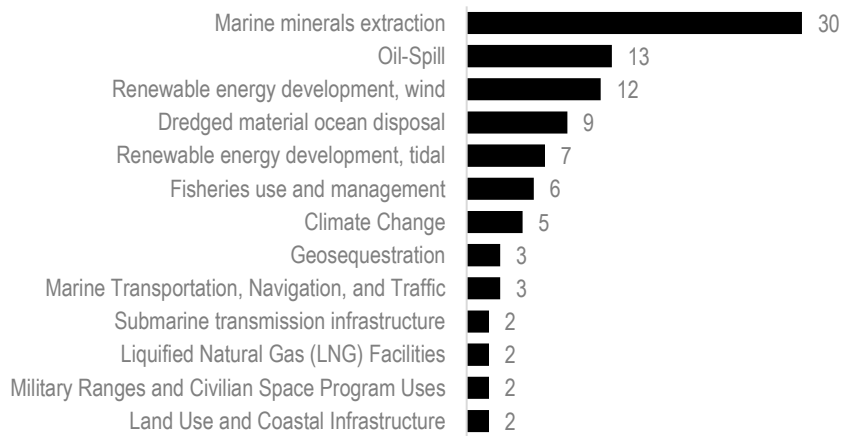 Marine minerals extraction 30
Oil-Spill 13
Renewable energy development, wind 12
Dredged material ocean disposal 9
Renewable energy development, tidal 7
Fisheries use and management 6
Climate Change 5
Geosequestration 3
Marine Transportation, Navigation, and Traffic 3
Submarine transmission infrastructure 2
Liquified Natural Gas (LNG) Facilities 2
Military Ranges and Civilian Space Program Uses 2
Land Use and Coastal Infrastructure 2